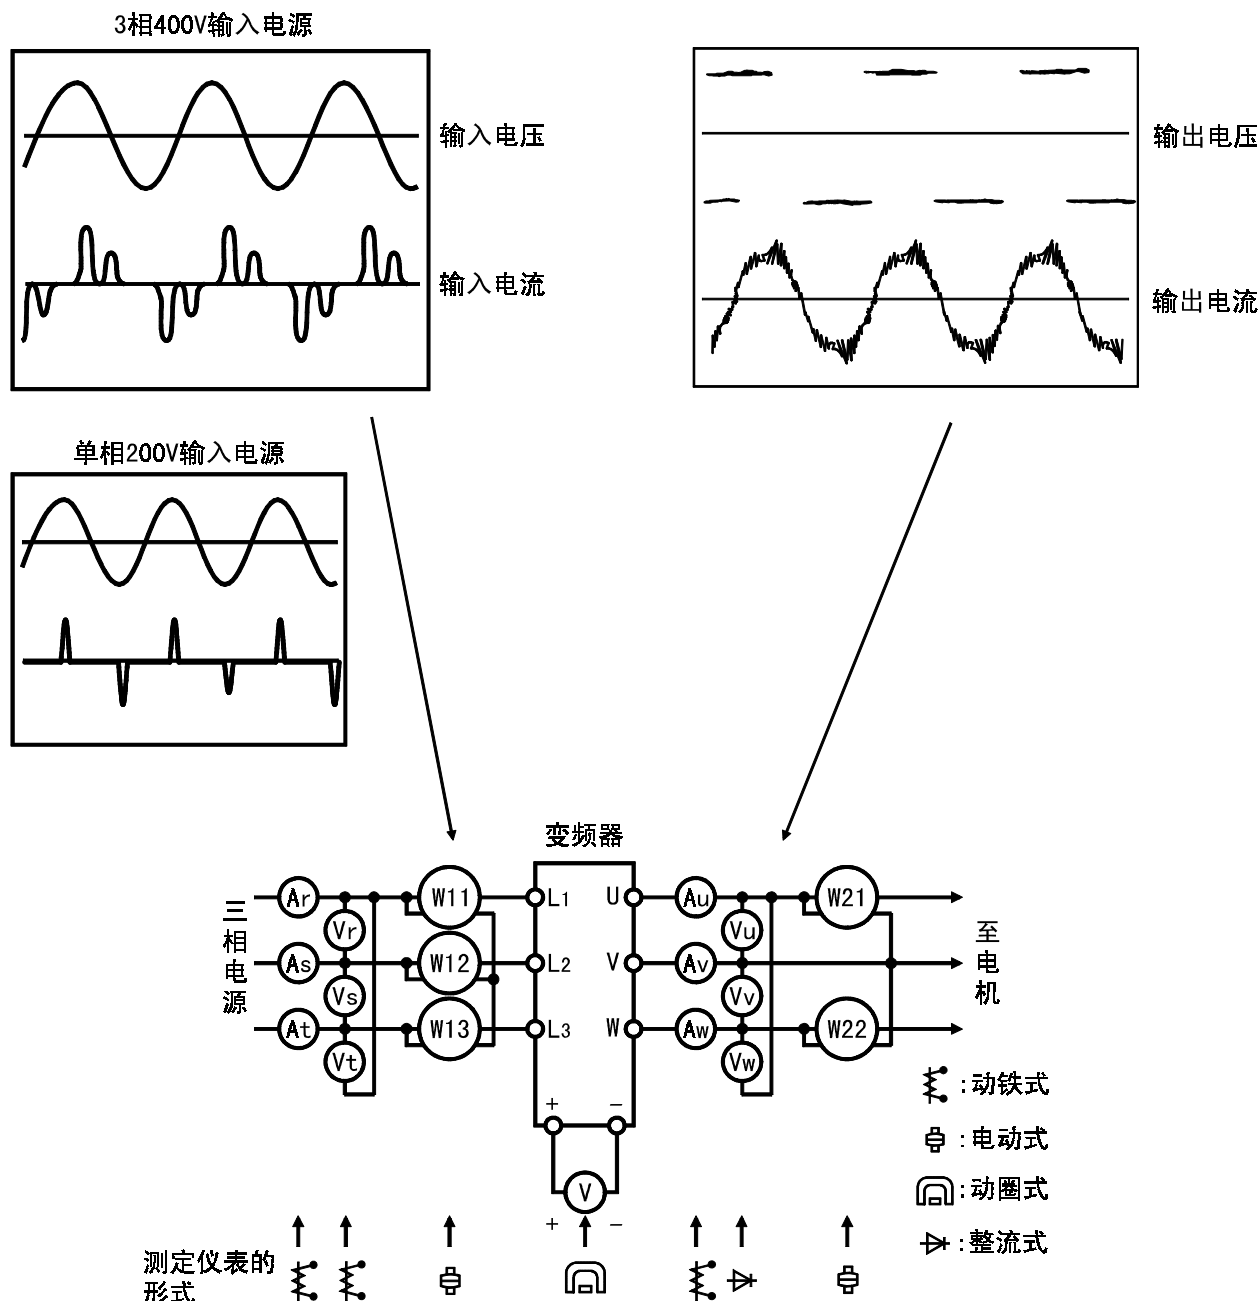 3相400V输入电源
输入电压
输出电压
输入电流
输出电流
单相200V输入电源
变频器
三相电源
Ar
Vr
As
Vs
At
Vt
W11
W12
W13
L1
L2
L3
U
V
W
Au
Vu
Av
Vv
Aw
Vw
W21
W22
至电机
+ −
V
+ −
:动铁式
:电动式
:动圈式
:整流式
测定仪表的
形式